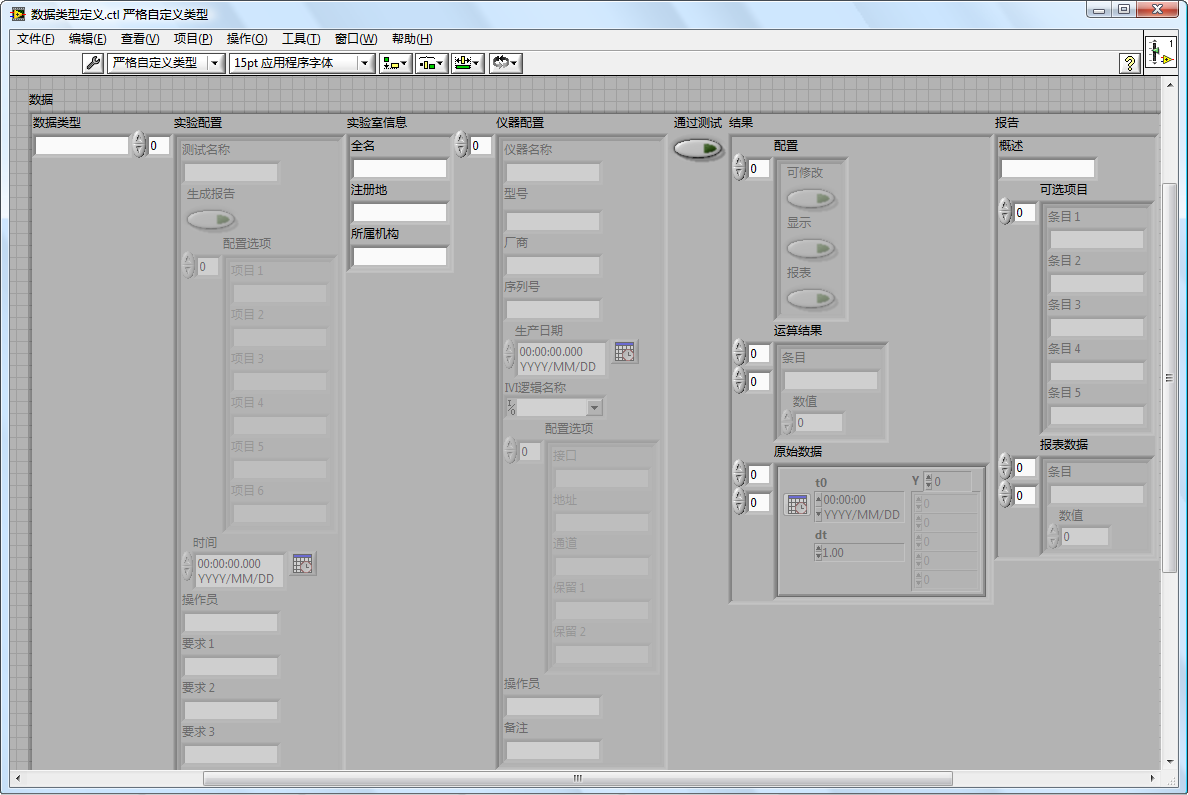 数据类型定义.ctl 严格自定义类型
文件(F) 编辑(E) 查看(V) 项目(P) 操作(O) 工具(T) 窗口(W) 帮助(H)
严格自定义类型 15pt 应用程序字体
1
数据
数据类型
0
实验配置
测试名称
生成报告
配置选项
0
项目 1
项目 2
项目 3
项目 4
项目 5
项目 6
时间
00:00:00.000
YYYY/MM/DD
操作员
要求 1
要求 2
要求 3
实验室信息
全名
注册地
所属机构
仪器配置
0
仪器名称
型号
厂商
序列号
生产日期
00:00:00.000
YYYY/MM/DD
IVI逻辑名称
I/O
配置选项
0
接口
地址
通道
保留 1
保留 2
操作员
备注
通过测试
结果
配置
0
可修改
显示
报表
运算结果
0
0
条目
数值
0
原始数据
0
0
t0
00:00:00
YYYY/MM/DD
dt
1.00
Y
0
0
0
0
0
0
报告
概述
可选项目
0
条目 1
条目 2
条目 3
条目 4
条目 5
报表数据
0
0
条目
数值
0